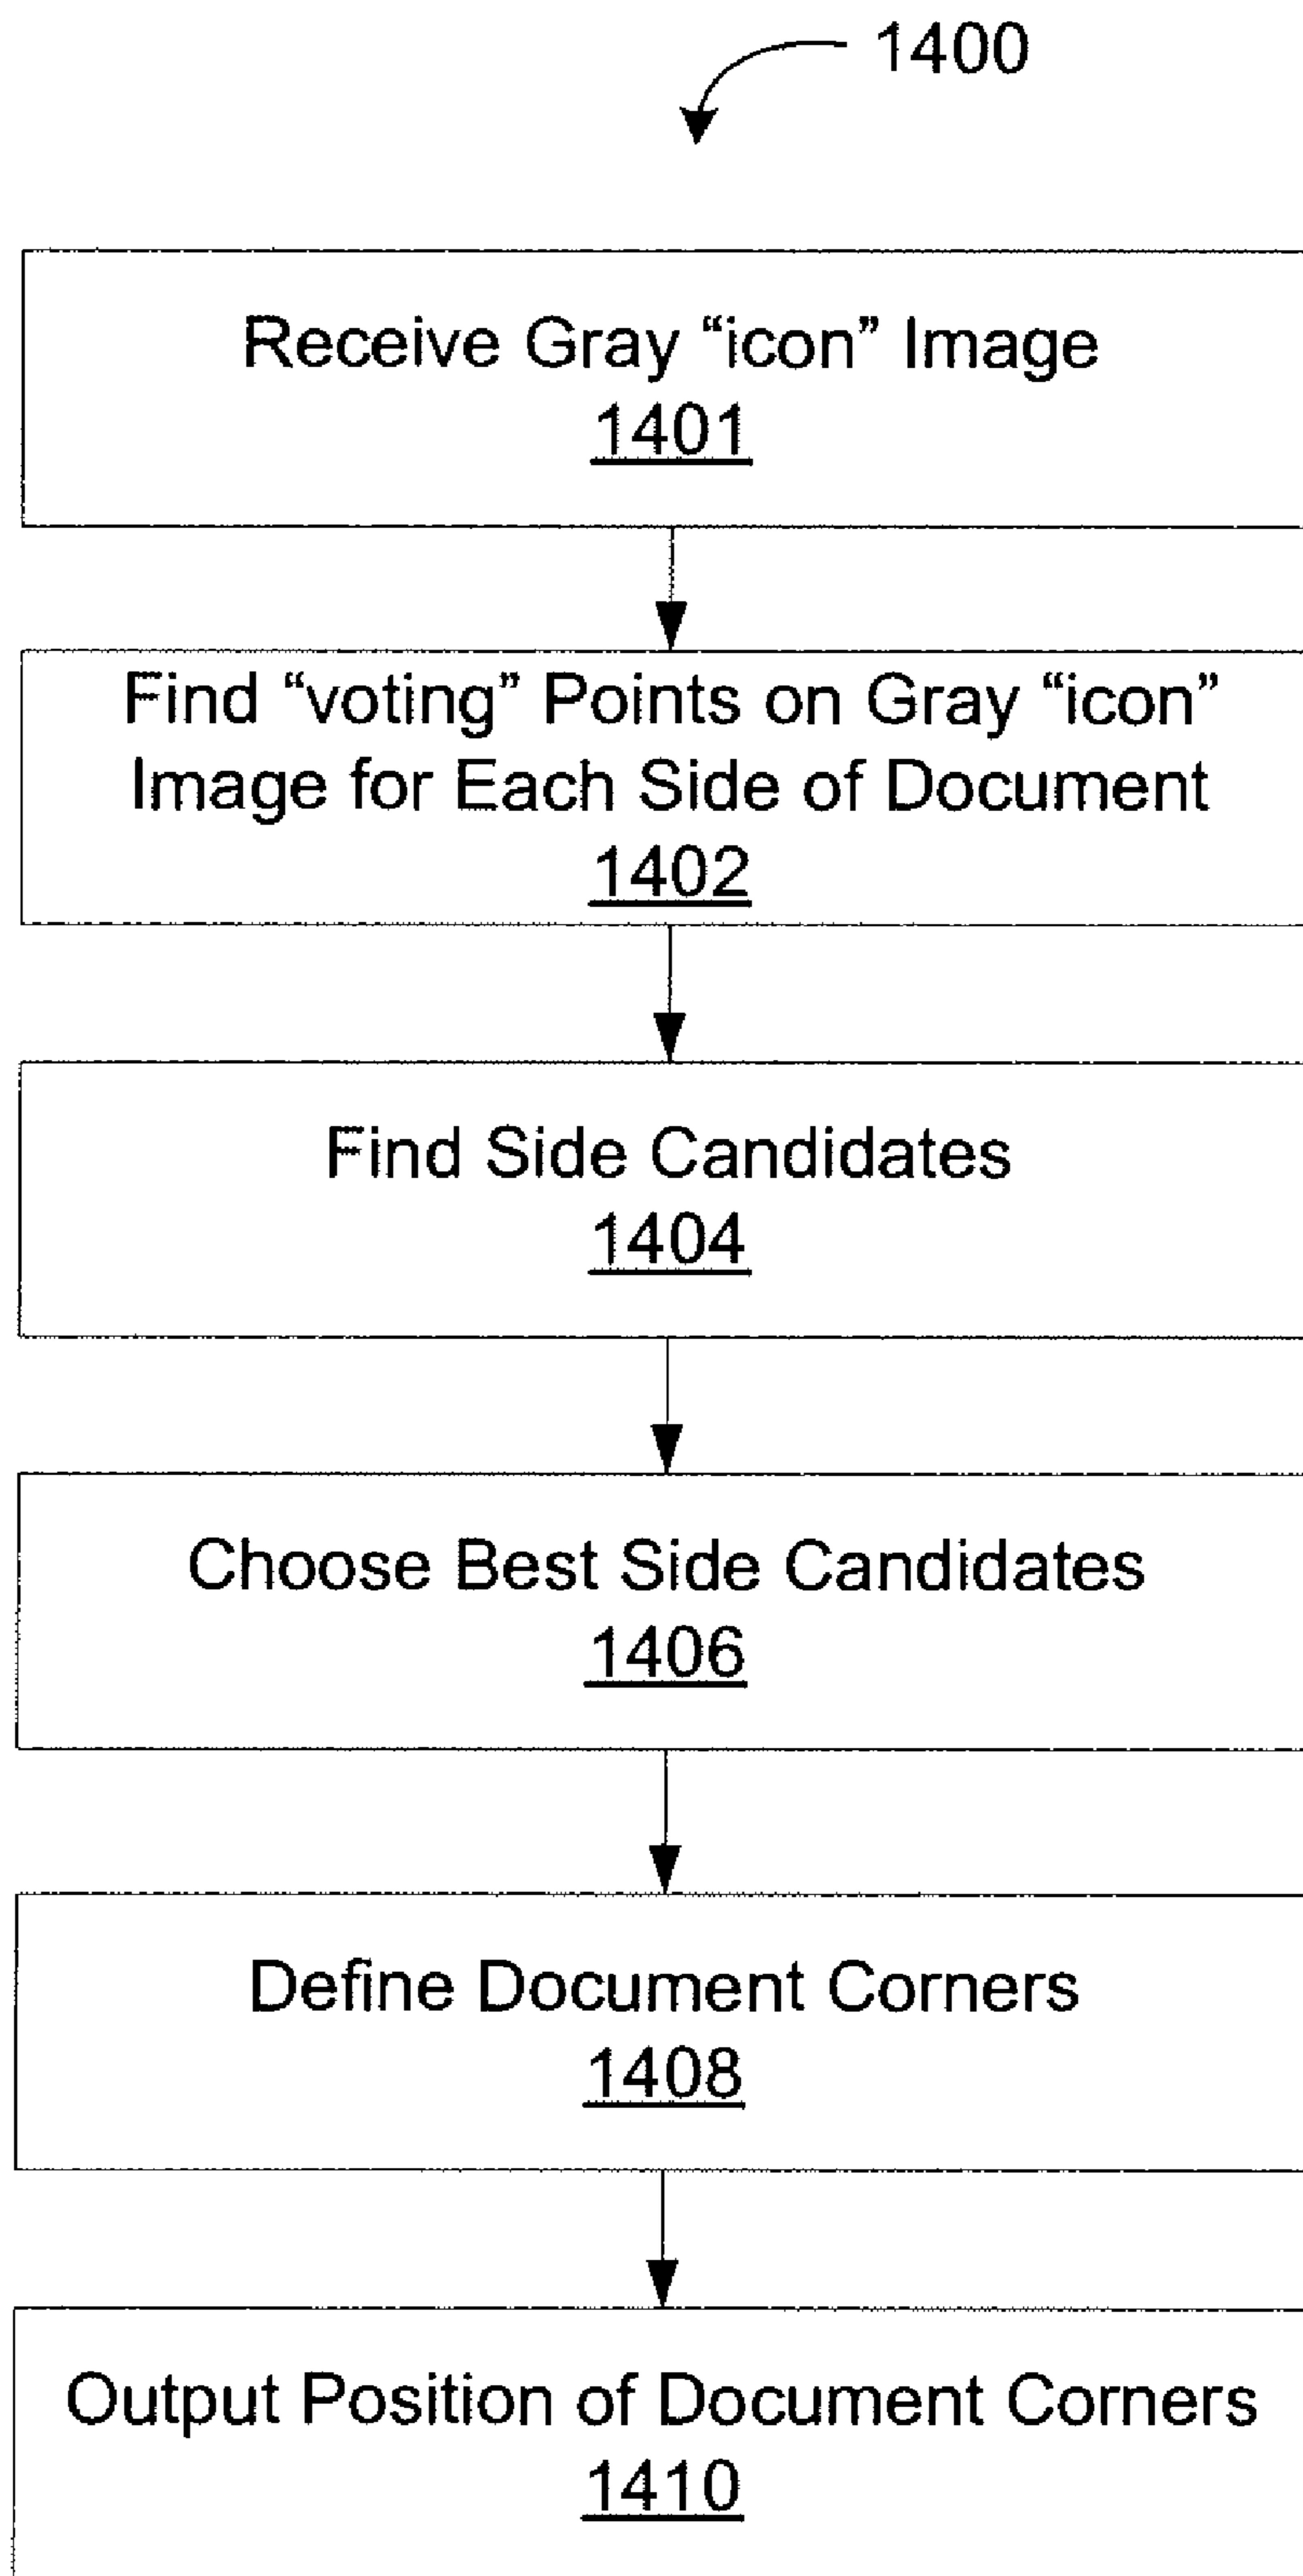 1400
Receive Gray “icon” Image
1401
Find “voting” Points on Gray “icon”
Image for Each Side of Document
1402
Find Side Candidates
1404
Choose Best Side Candidates
1406
Define Document Corners
1408
Output Position of Document Corners
1410